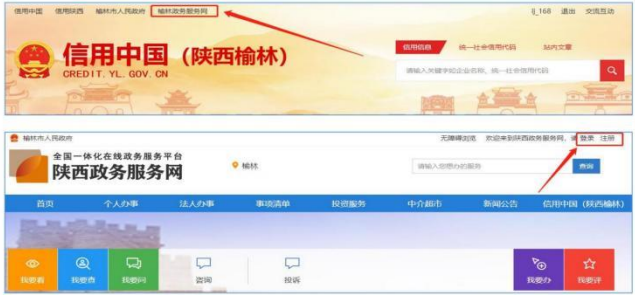 信用中国 信用陕西 榆林市人民政府 榆林政务服务网 lj_168 退出 交流互动
信用中国（陕西榆林）
CREDIT. YL. GOV. CN
信用信息 统一社会信用代码 站内文章
请输入关键字如企业名称、统一社会信用代码
榆林市人民政府 无障碍浏览 欢迎来到陕西政务服务网，请 登录 注册
全国一体化在线政务服务平台
陕西政务服务网
榆林
请输入您想办的服务 查询
首页 个人办事 法人办事 事项清单 投资服务 中介超市 新闻公告 信用中国（陕西榆林）
我要看 我要查 我要问 咨询 投诉 我要办 我要评